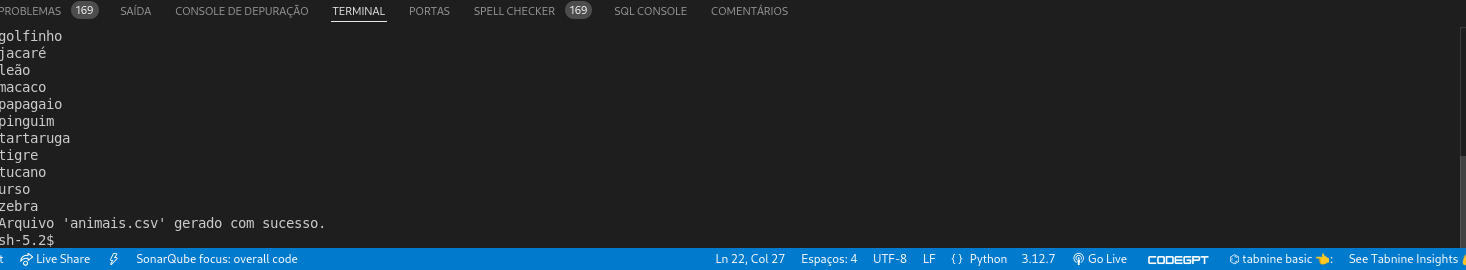 PROBLEMAS 169 SAÍDA CONSOLE DE DEPURAÇÃO TERMINAL PORTAS SPELL CHECKER 169 SQL CONSOLE COMENTÁRIOS
golfinho
jacaré
leão
macaco
papagaio
pinguim
tartaruga
tigre
tucano
urso
zebra
Arquivo 'animais.csv' gerado com sucesso.
sh-5.2$
t Live Share SonarQube focus: overall code Ln 22, Col 27 Espaços: 4 UTF-8 LF {} Python 3.12.7 Go Live CODEGPT tabnine basic 👈: See Tabnine Insights